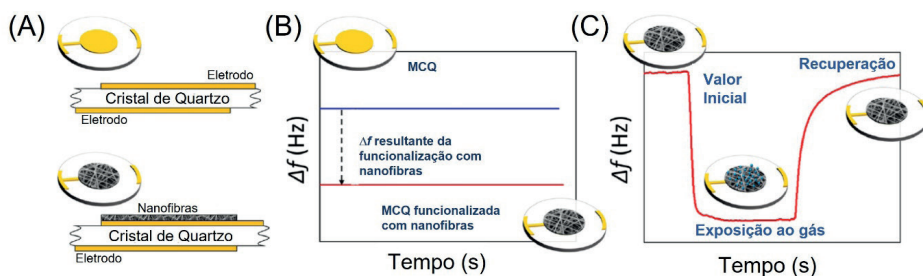 (A)
Eletrodo
Cristal de Quartzo
Eletrodo
Nanofibras
Cristal de Quartzo
Eletrodo
(B)
MCQ
Δf resultante da
funcionalização com
nanofibras
MCQ funcionalizada
com nanofibras
Δf (Hz)
Tempo (s)
(C)
Valor
Inicial
Recuperação
Exposição ao gás
Δf (Hz)
Tempo (s)